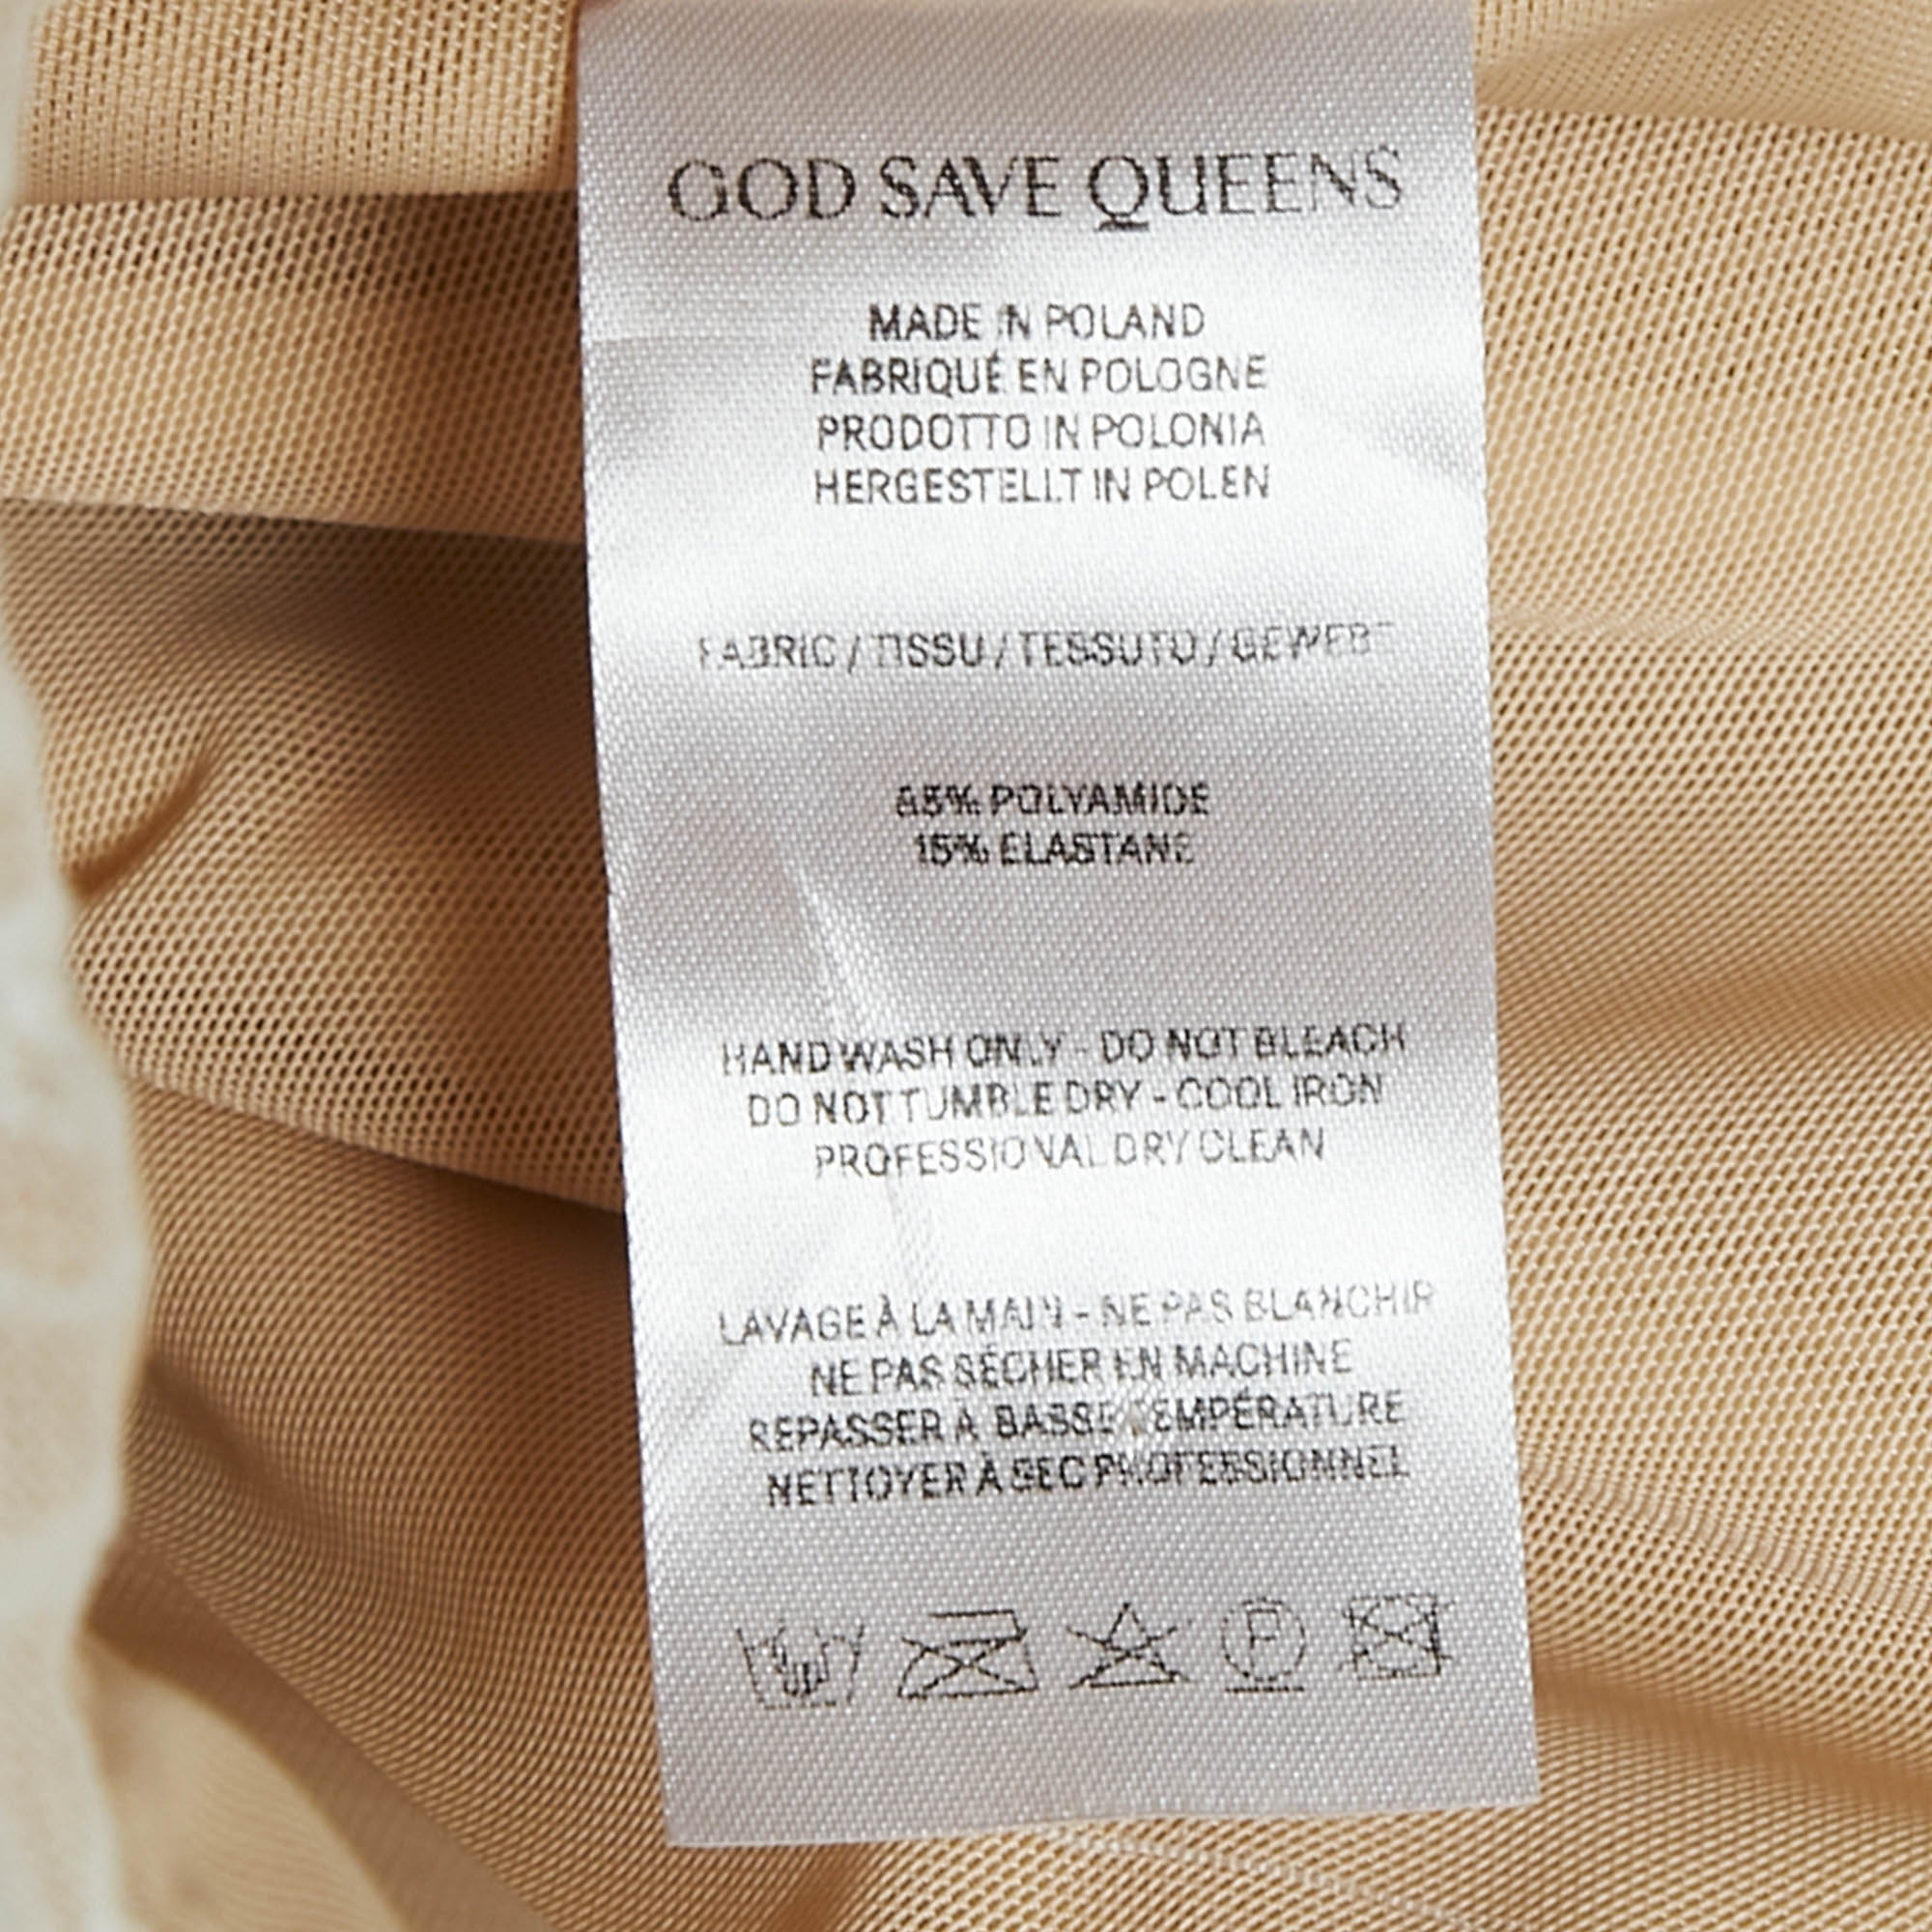 GOD SAVE QUEENS
MADE IN POLAND
FABRIQUÉ EN POLOGNE
PRODOTTO IN POLONIA
HERGESTELLT IN POLEN
FABRIC / TISSU / TESSUTO / GEWEBE
85% POLYAMIDE
15% ELASTANE
HAND WASH ONLY - DO NOT BLEACH
DO NOT TUMBLE DRY - COOL IRON
PROFESSIONAL DRY CLEAN
LAVAGE À LA MAIN - NE PAS BLANCHIR
NE PAS SÉCHER EN MACHINE
REPASSER À BASSE TEMPÉRATURE
NETTOYER À SEC PROFESSIONNEL
P